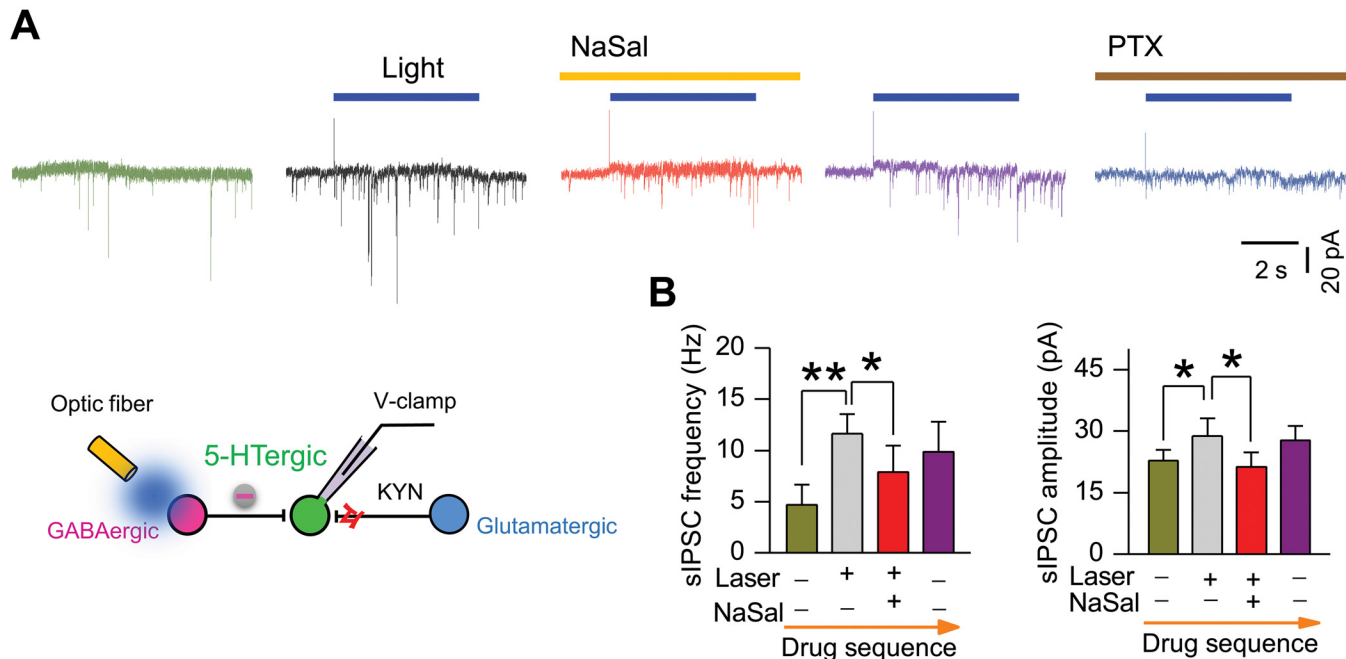 A
Light
NaSal
PTX
2 s
20 pA
Optic fiber
GABAergic
5-HTergic
V-clamp
KYN
Glutamatergic
B
sIPSC frequency (Hz)
20
15
10
5
0
** *
Laser − + + −
NaSal − − + −
Drug sequence
sIPSC amplitude (pA)
45
30
15
0
* *
Laser − + + −
NaSal − − + −
Drug sequence